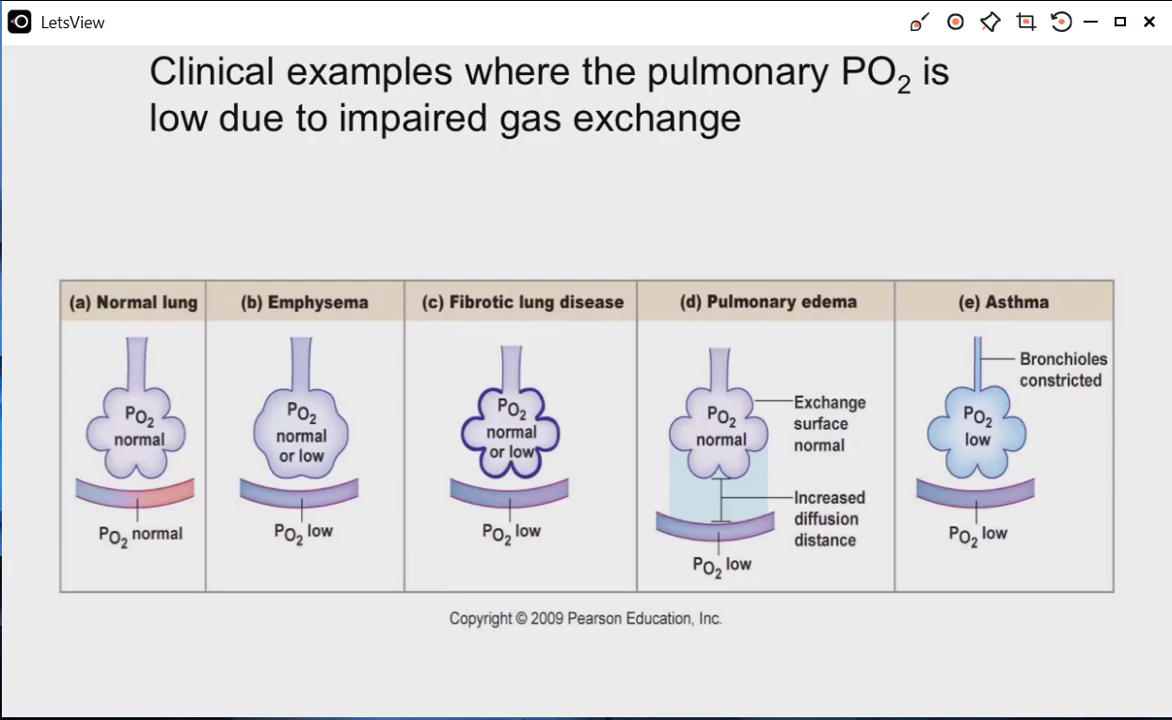 LetsView
Clinical examples where the pulmonary PO2 is
low due to impaired gas exchange
(a) Normal lung
PO2
normal
PO2 normal
(b) Emphysema
PO2
normal
or low
PO2 low
(c) Fibrotic lung disease
PO2
normal
or low
PO2 low
(d) Pulmonary edema
PO2
normal
Exchange
surface
normal
Increased
diffusion
distance
PO2 low
(e) Asthma
Bronchioles
constricted
PO2
low
PO2 low
Copyright © 2009 Pearson Education, Inc.